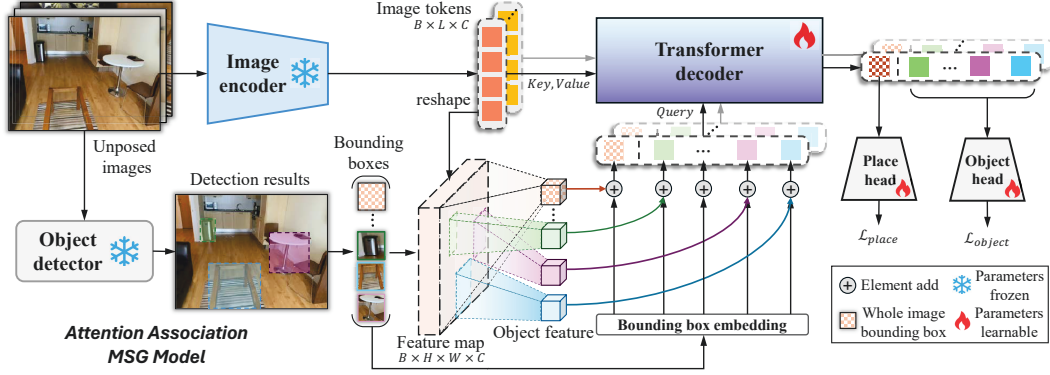 Image tokens
B × L × C
Image
encoder
Transformer
decoder
Key,Value
reshape
Query
Unposed
images
Bounding
boxes
Detection results
Place
head
Object
head
Object
detector
ℒplace
ℒobject
Element add
Parameters
frozen
Whole image
bounding box
Parameters
learnable
Object feature
Bounding box embedding
Attention Association
MSG Model
Feature map
B × H × W × C